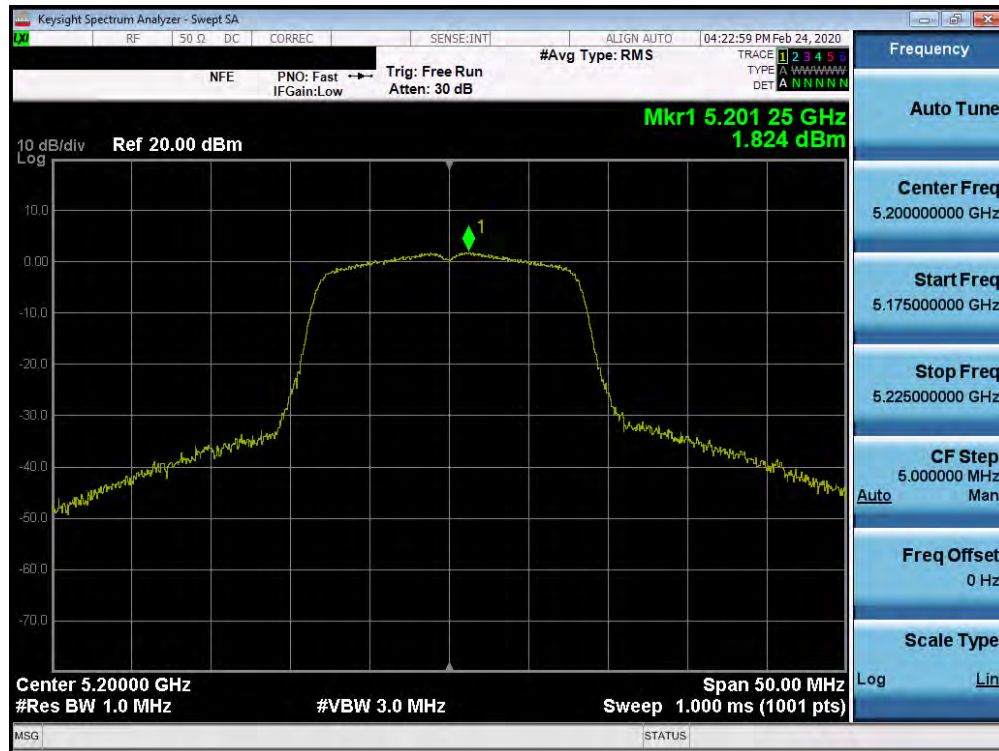 Keysight Spectrum Analyzer - Swept SA
LXI RF 50 Ω DC CORREC SENSE:INT ALIGN AUTO 04:22:59 PM Feb 24, 2020
#Avg Type: RMS TRACE 1 2 3 4 5 6
NFE PNO: Fast Trig: Free Run TYPE A WWWWW
IFGain:Low Atten: 30 dB DET A N N N N N
Mkr1 5.201 25 GHz
1.824 dBm
10 dB/div Ref 20.00 dBm
Log
10.0
1
0.00
-10.0
-20.0
-30.0
-40.0
-50.0
-60.0
-70.0
Center 5.20000 GHz Span 50.00 MHz
#Res BW 1.0 MHz #VBW 3.0 MHz Sweep 1.000 ms (1001 pts)
MSG STATUS
Frequency
Auto Tune
Center Freq
5.200000000 GHz
Start Freq
5.175000000 GHz
Stop Freq
5.225000000 GHz
CF Step
5.000000 MHz
Auto Man
Freq Offset
0 Hz
Scale Type
Log Lin